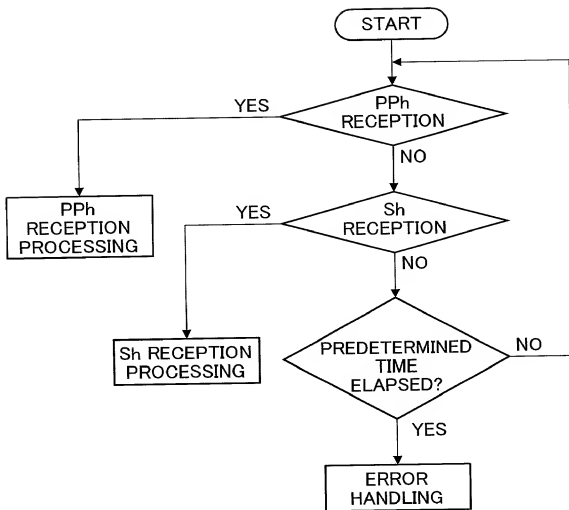 START
PPh
RECEPTION
YES
NO
PPh
RECEPTION
PROCESSING
Sh
RECEPTION
YES
NO
Sh RECEPTION
PROCESSING
PREDETERMINED
TIME
ELAPSED?
NO
YES
ERROR
HANDLING